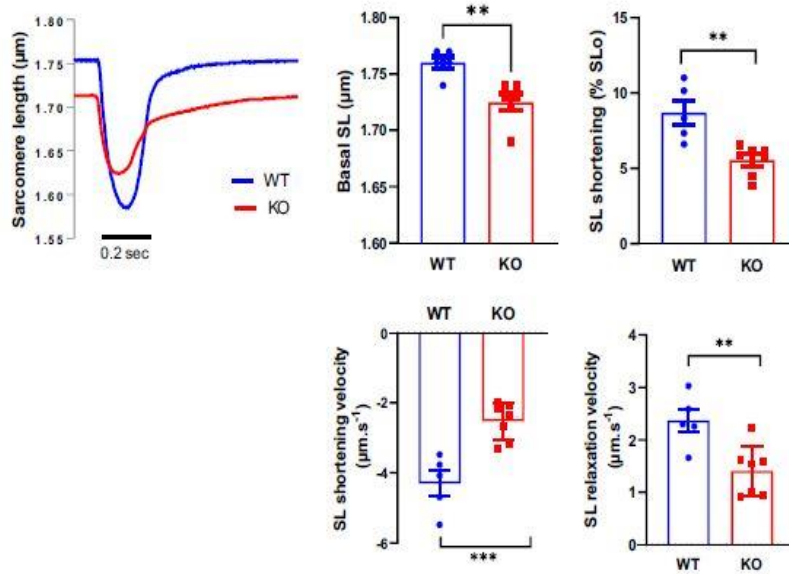 Sarcomere length (µm)
1.80
1.75
1.70
1.65
1.60
1.55
WT
KO
0.2 sec
Basal SL (µm)
1.80
1.75
1.70
1.65
1.60
**
WT
KO
SL shortening (% SLo)
15
10
5
0
**
WT
KO
SL shortening velocity
(µm.s⁻¹)
WT
KO
0
-2
-4
-6
***
SL relaxation velocity
(µm.s⁻¹)
4
3
2
1
0
**
WT
KO